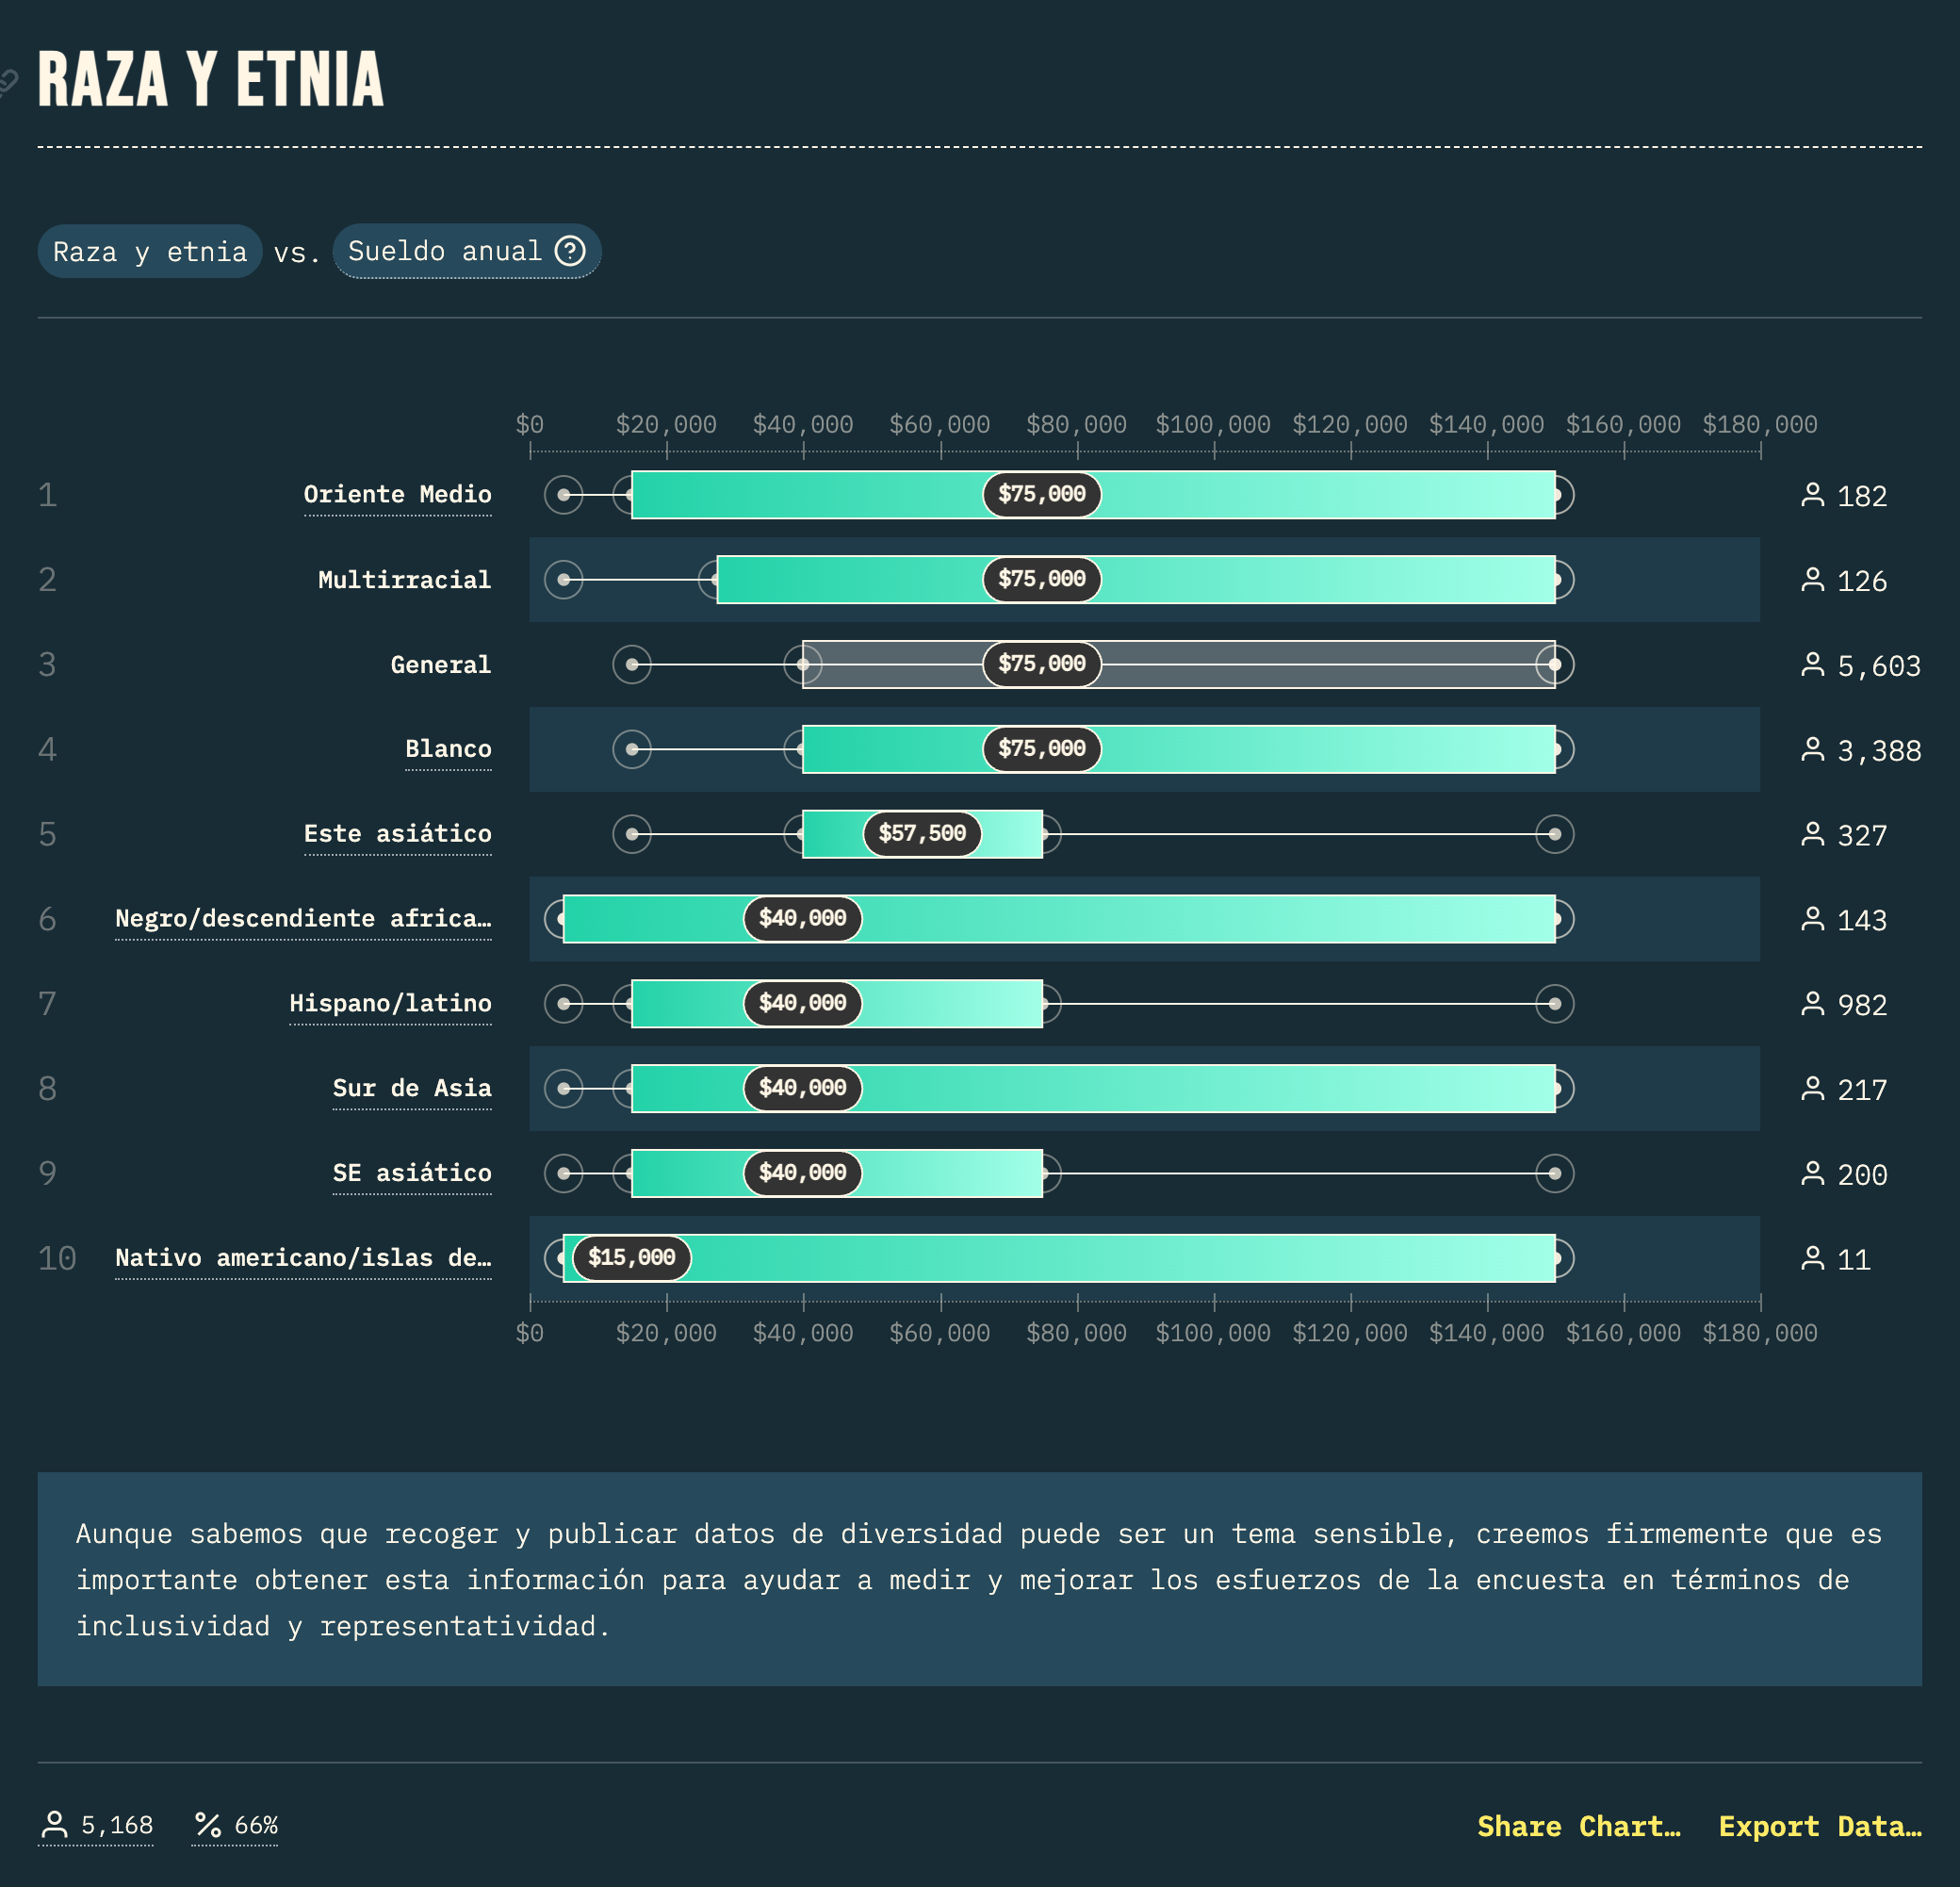 RAZA Y ETNIA
Raza y etnia vs. Sueldo anual ?
$0 $20,000 $40,000 $60,000 $80,000 $100,000 $120,000 $140,000 $160,000 $180,000
1 Oriente Medio $75,000 182
2 Multirracial $75,000 126
3 General $75,000 5,603
4 Blanco $75,000 3,388
5 Este asiático $57,500 327
6 Negro/descendiente africa… $40,000 143
7 Hispano/latino $40,000 982
8 Sur de Asia $40,000 217
9 SE asiático $40,000 200
10 Nativo americano/islas de… $15,000 11
$0 $20,000 $40,000 $60,000 $80,000 $100,000 $120,000 $140,000 $160,000 $180,000
Aunque sabemos que recoger y publicar datos de diversidad puede ser un tema sensible, creemos firmemente que es
importante obtener esta información para ayudar a medir y mejorar los esfuerzos de la encuesta en términos de
inclusividad y representatividad.
5,168 % 66% Share Chart… Export Data…